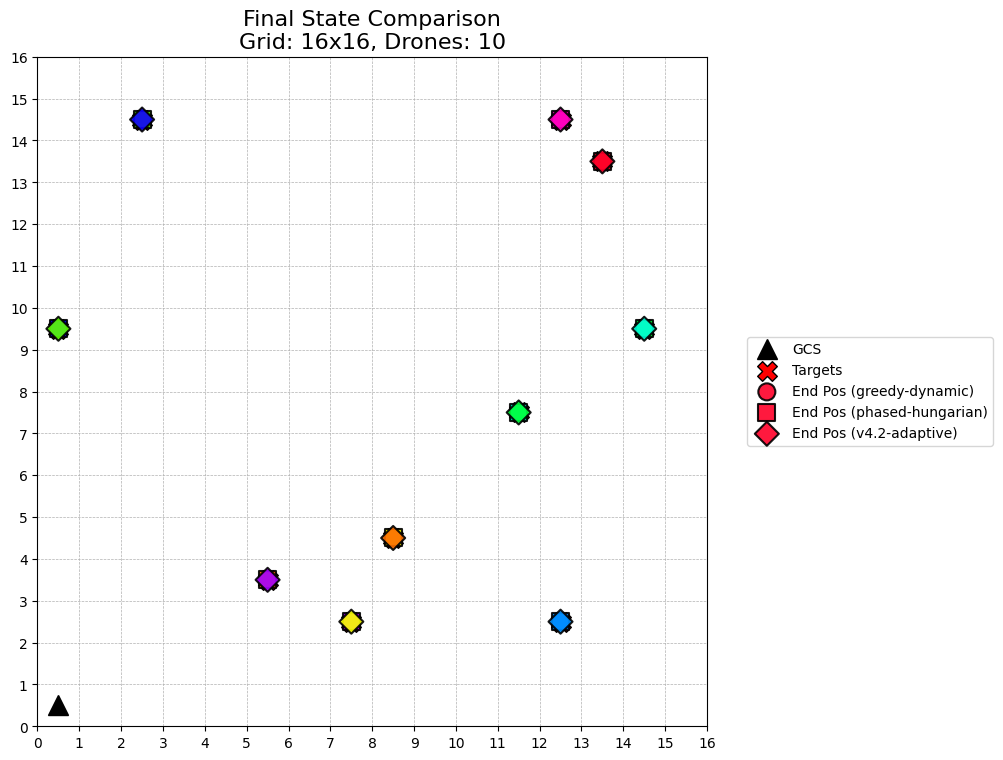 Final State Comparison
Grid: 16x16, Drones: 10
16
15
14
13
12
11
10
9
8
7
6
5
4
3
2
1
0
0 1 2 3 4 5 6 7 8 9 10 11 12 13 14 15 16
GCS
Targets
End Pos (greedy-dynamic)
End Pos (phased-hungarian)
End Pos (v4.2-adaptive)